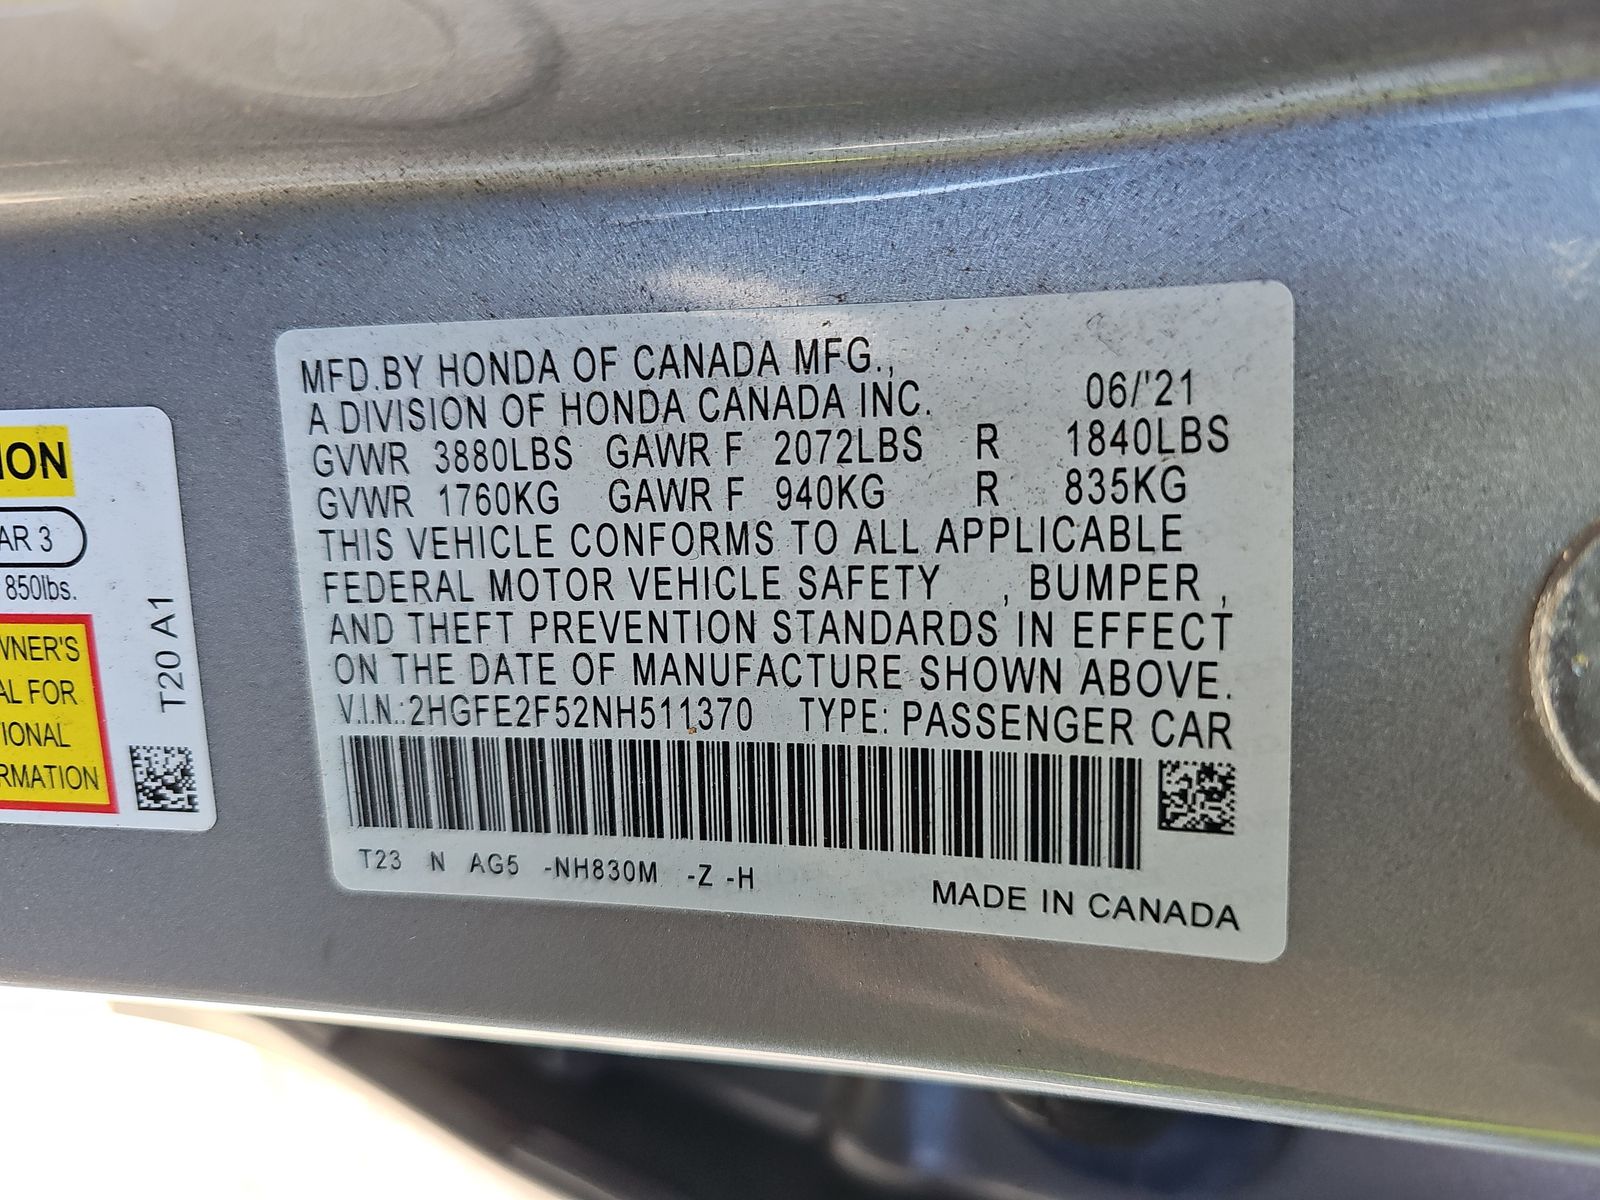 ION
AR 3
850lbs.
WNER'S
AL FOR
TIONAL
RMATION
T20 A1
MFD.BY HONDA OF CANADA MFG.,
A DIVISION OF HONDA CANADA INC. 06/'21
GVWR 3880LBS GAWR F 2072LBS R 1840LBS
GVWR 1760KG GAWR F 940KG R 835KG
THIS VEHICLE CONFORMS TO ALL APPLICABLE
FEDERAL MOTOR VEHICLE SAFETY , BUMPER ,
AND THEFT PREVENTION STANDARDS IN EFFECT
ON THE DATE OF MANUFACTURE SHOWN ABOVE.
V.I.N.:2HGFE2F52NH511370 TYPE: PASSENGER CAR
T23 N AG5 -NH830M -Z -H
MADE IN CANADA